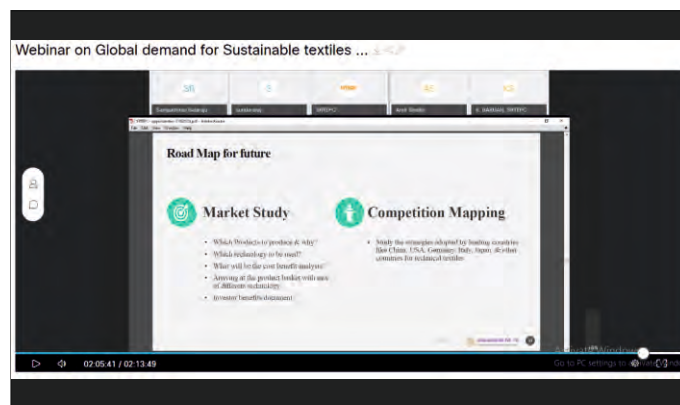 Webinar on Global demand for Sustainable textiles ...
SR
S
AS
Road Map for future
Market Study
Competition Mapping
• Which Products to produce & why?
• Which technology to be used?
• What will be the cost benefit analysis?
• Arriving at the product basket with mix
of different technology
• Investor benefits document
• Study the strategies adopted by leading countries
like China, USA, Germany, Italy, Japan, & other
countries for technical textiles
Activate Windows
Go to PC settings to activate Windows
02:05:41 / 02:13:49